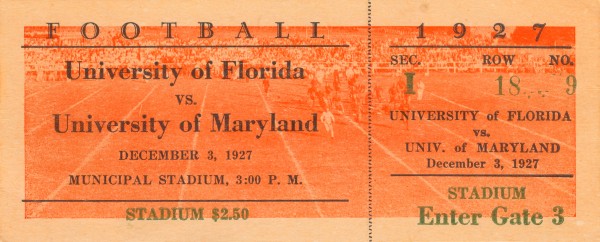 FOOTBALL
University of Florida
VS.
University of Maryland
DECEMBER 3, 1927
MUNICIPAL STADIUM, 3:00 P. M.
STADIUM $2.50
1927
SEC. ROW NO.
I 18 9
UNIVERSITY OF FLORIDA
vs.
UNIV. OF MARYLAND
December 3, 1927
STADIUM
Enter Gate 3